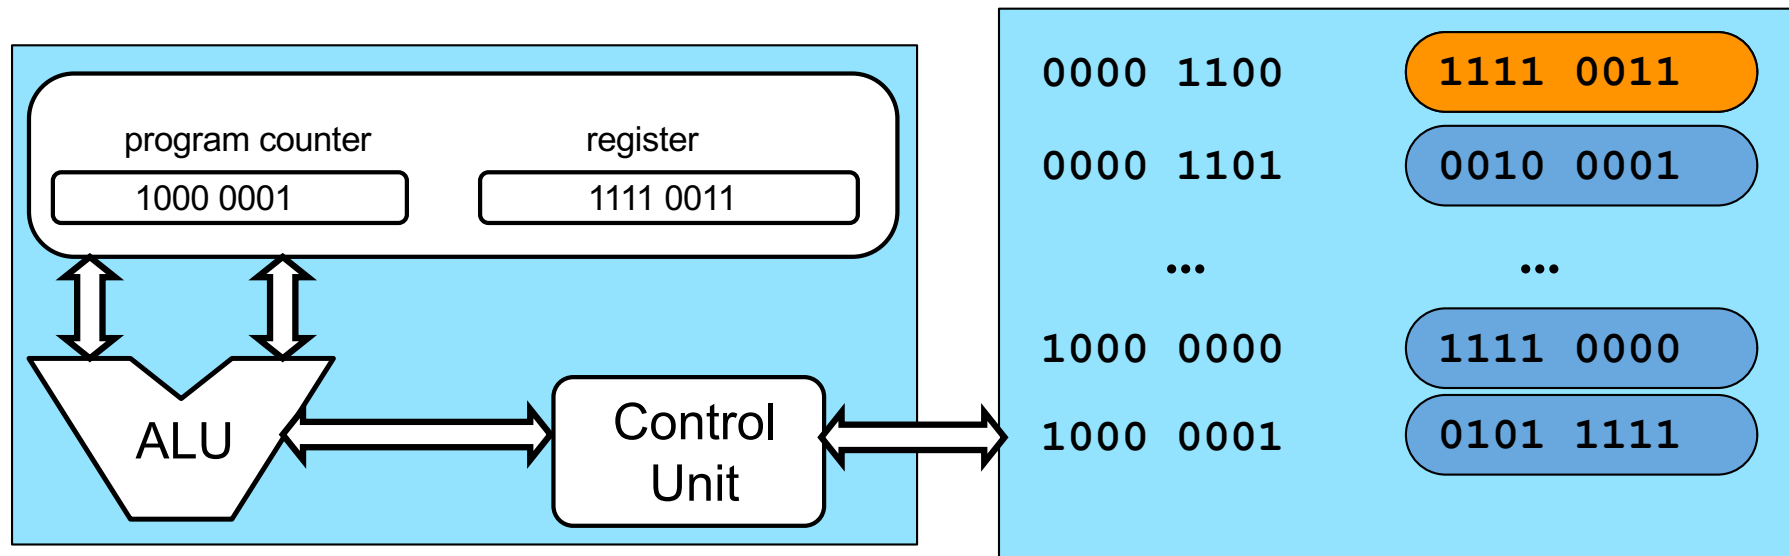 program counter
register
1000 0001
1111 0011
ALU
Control
Unit
0000 1100 1111 0011
0000 1101 0010 0001
... ...
1000 0000 1111 0000
1000 0001 0101 1111